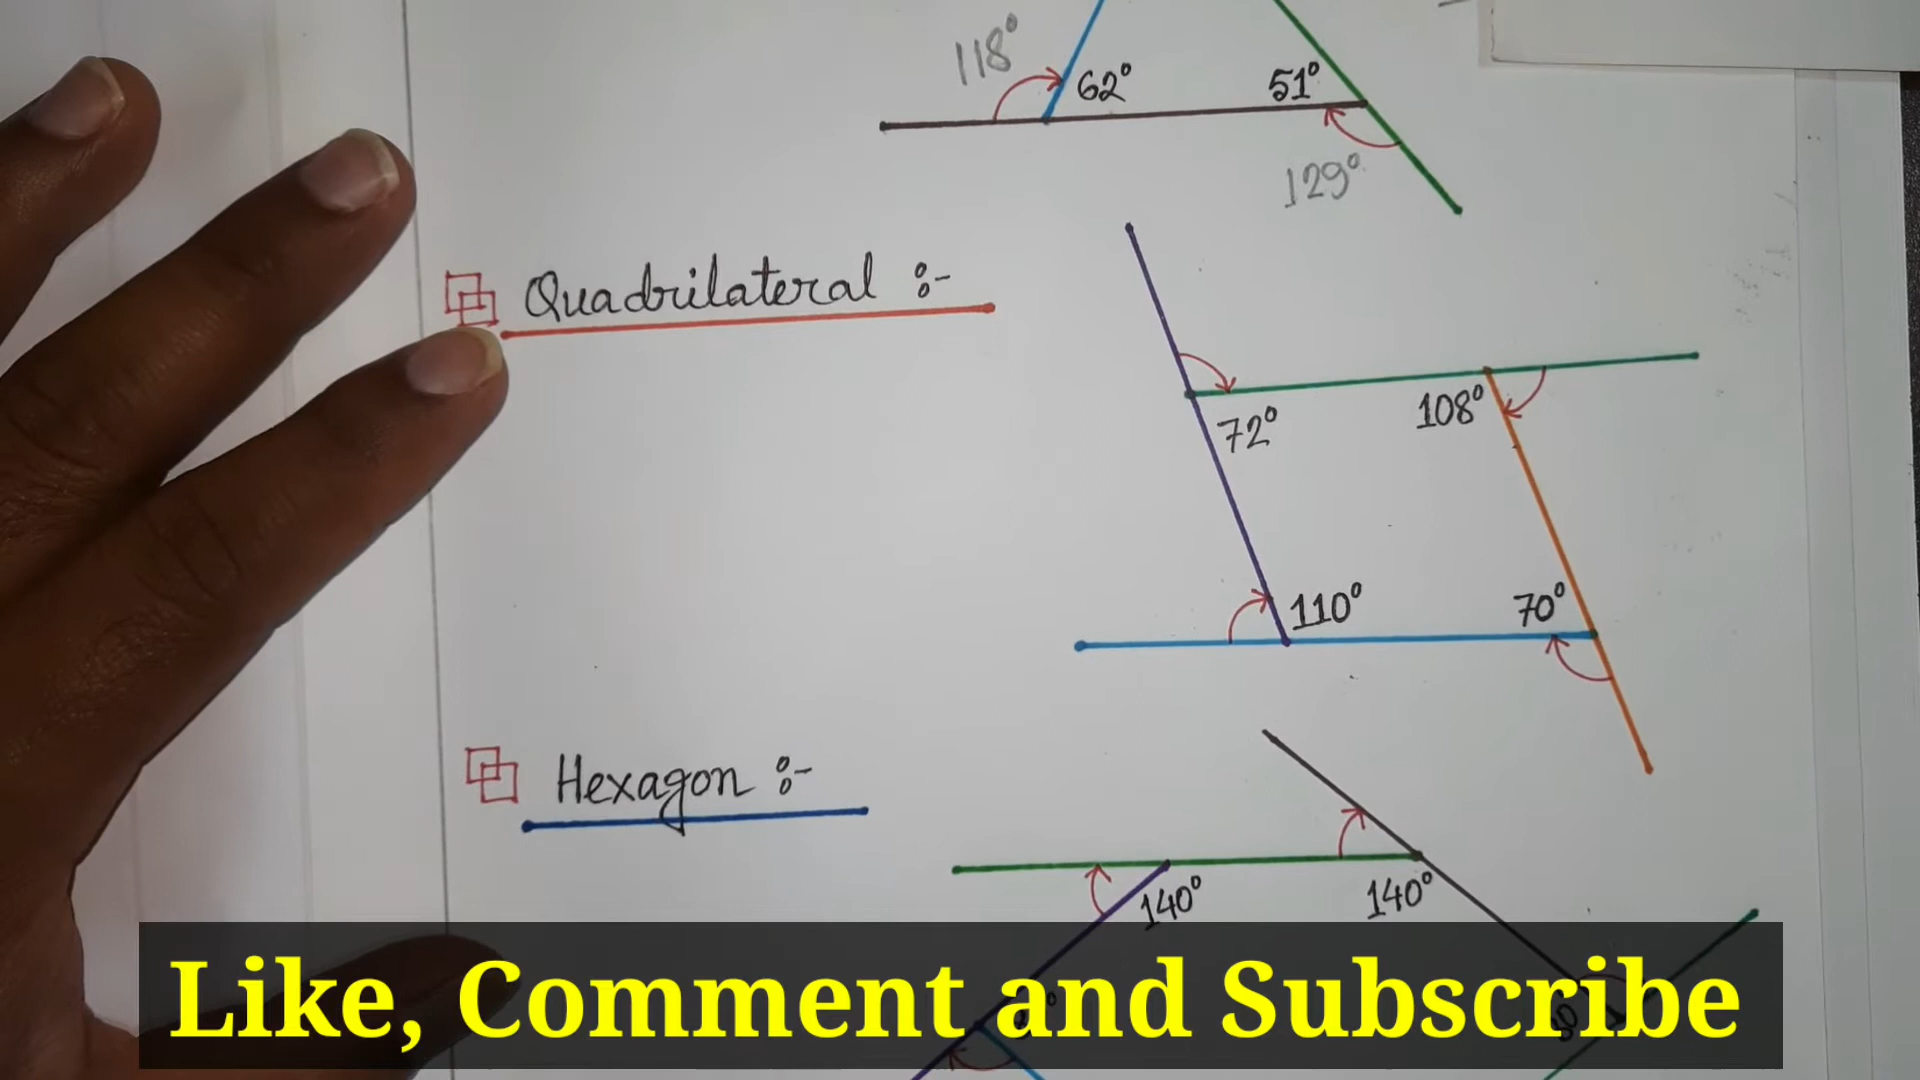 118°
62° 51°
129°
Quadrilateral :-
72° 108°
110° 70°
Hexagon :-
140° 140°
Like, Comment and Subscribe